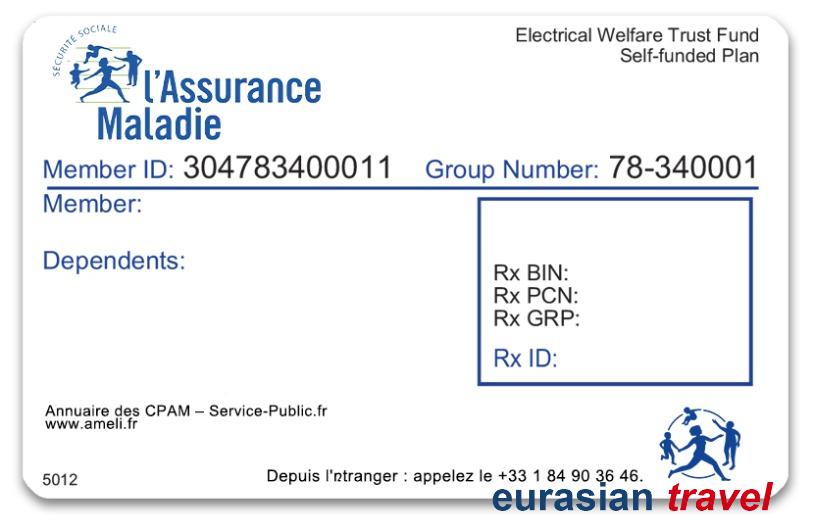 SÉCURITÉ SOCIALE
l'Assurance
Maladie
Electrical Welfare Trust Fund
Self-funded Plan
Member ID: 304783400011
Group Number: 78-340001
Member:
Dependents:
Rx BIN:
Rx PCN:
Rx GRP:
Rx ID:
Annuaire des CPAM – Service-Public.fr
www.ameli.fr
5012
Depuis l'ntranger : appelez le +33 1 84 90 36 46.
eurasian travel